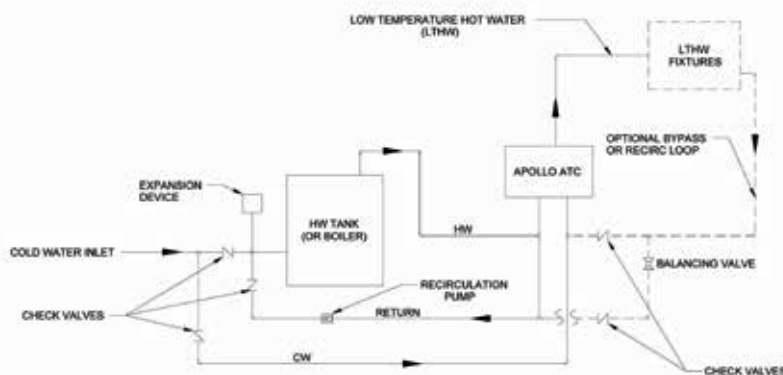 LOW TEMPERATURE HOT WATER
(LTHW)
LTHW
FIXTURES
OPTIONAL BYPASS
OR RECIRC LOOP
APOLLO ATC
EXPANSION
DEVICE
HW TANK
(OR BOILER)
HW
COLD WATER INLET
BALANCING VALVE
RECIRCULATION
PUMP
CHECK VALVES
RETURN
CW
CHECK VALVES